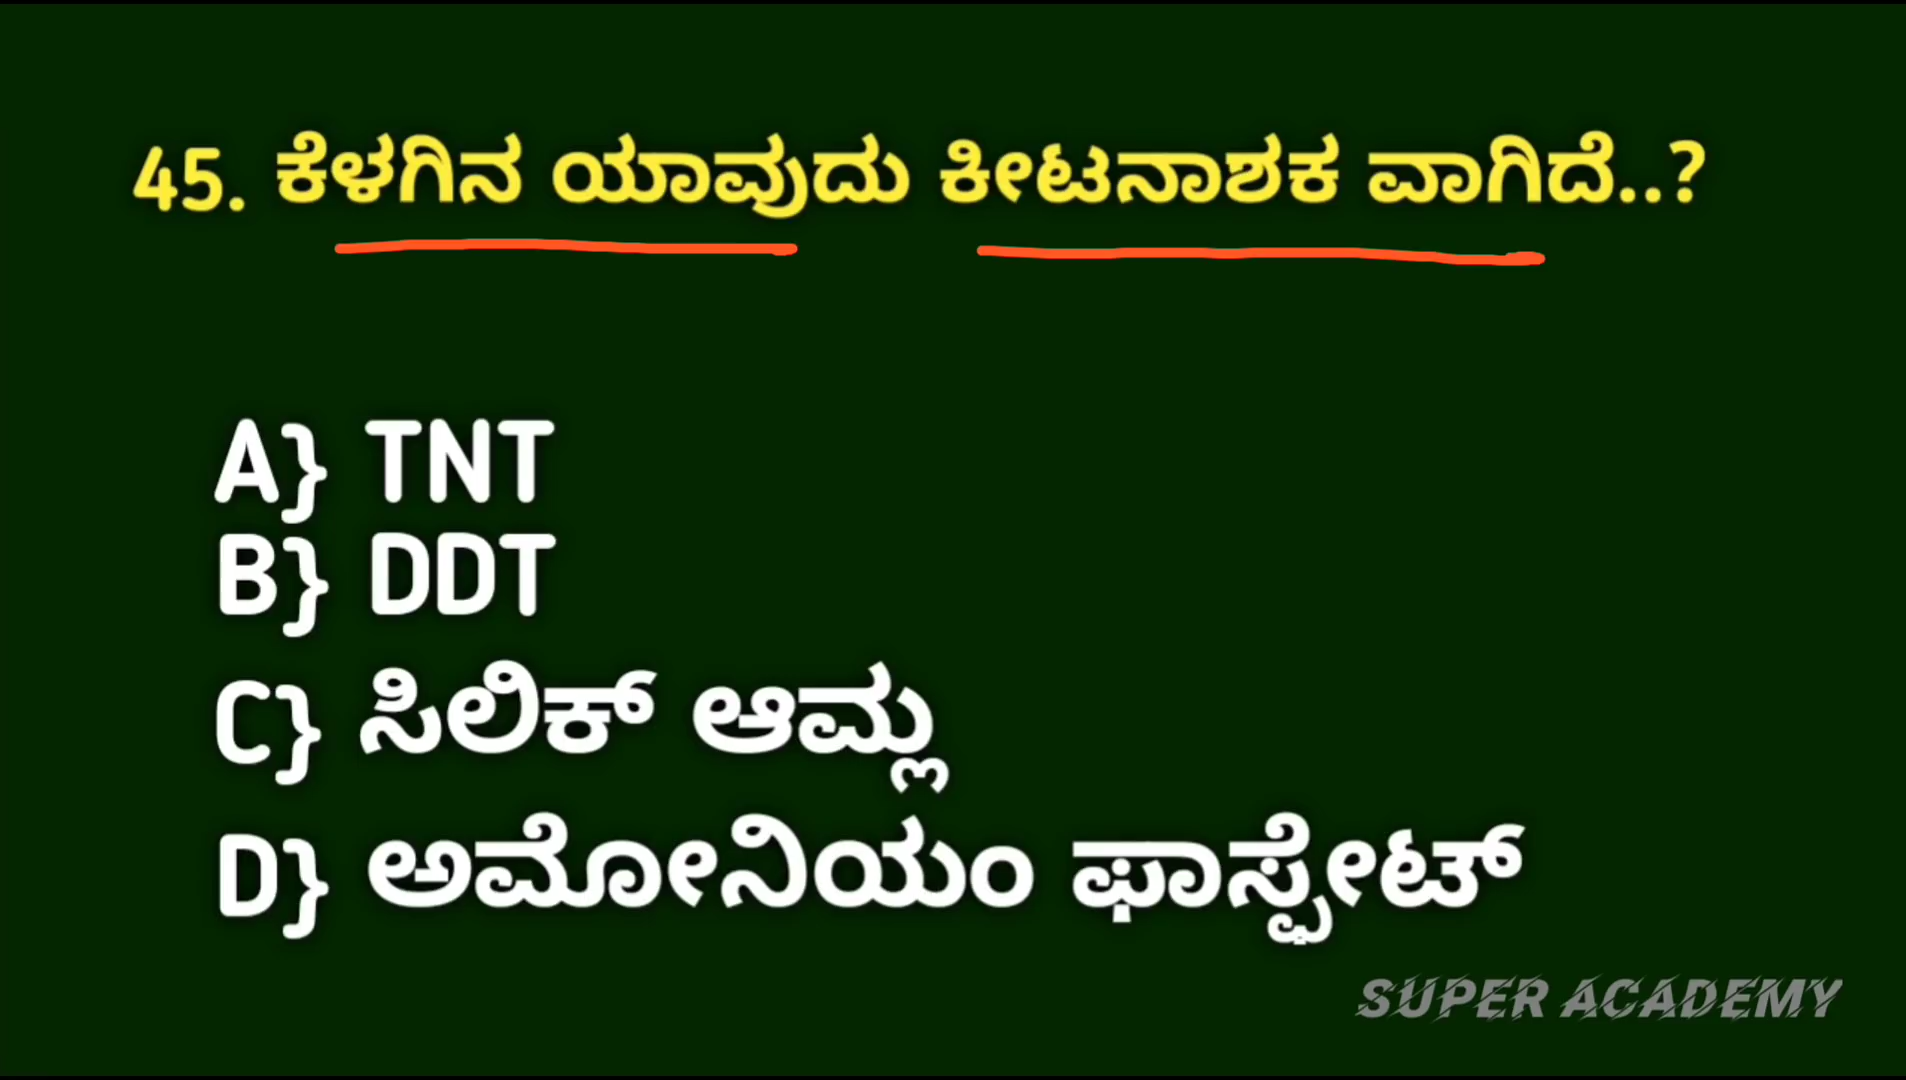 45. ಕೆಳಗಿನ ಯಾವುದು ಕೀಟನಾಶಕ ವಾಗಿದೆ..?
A} TNT
B} DDT
C} ಸಿಲಿಕ್ ಆಮ್ಲ
D} ಅಮೋನಿಯಂ ಫಾಸ್ಫೇಟ್
SUPER ACADEMY